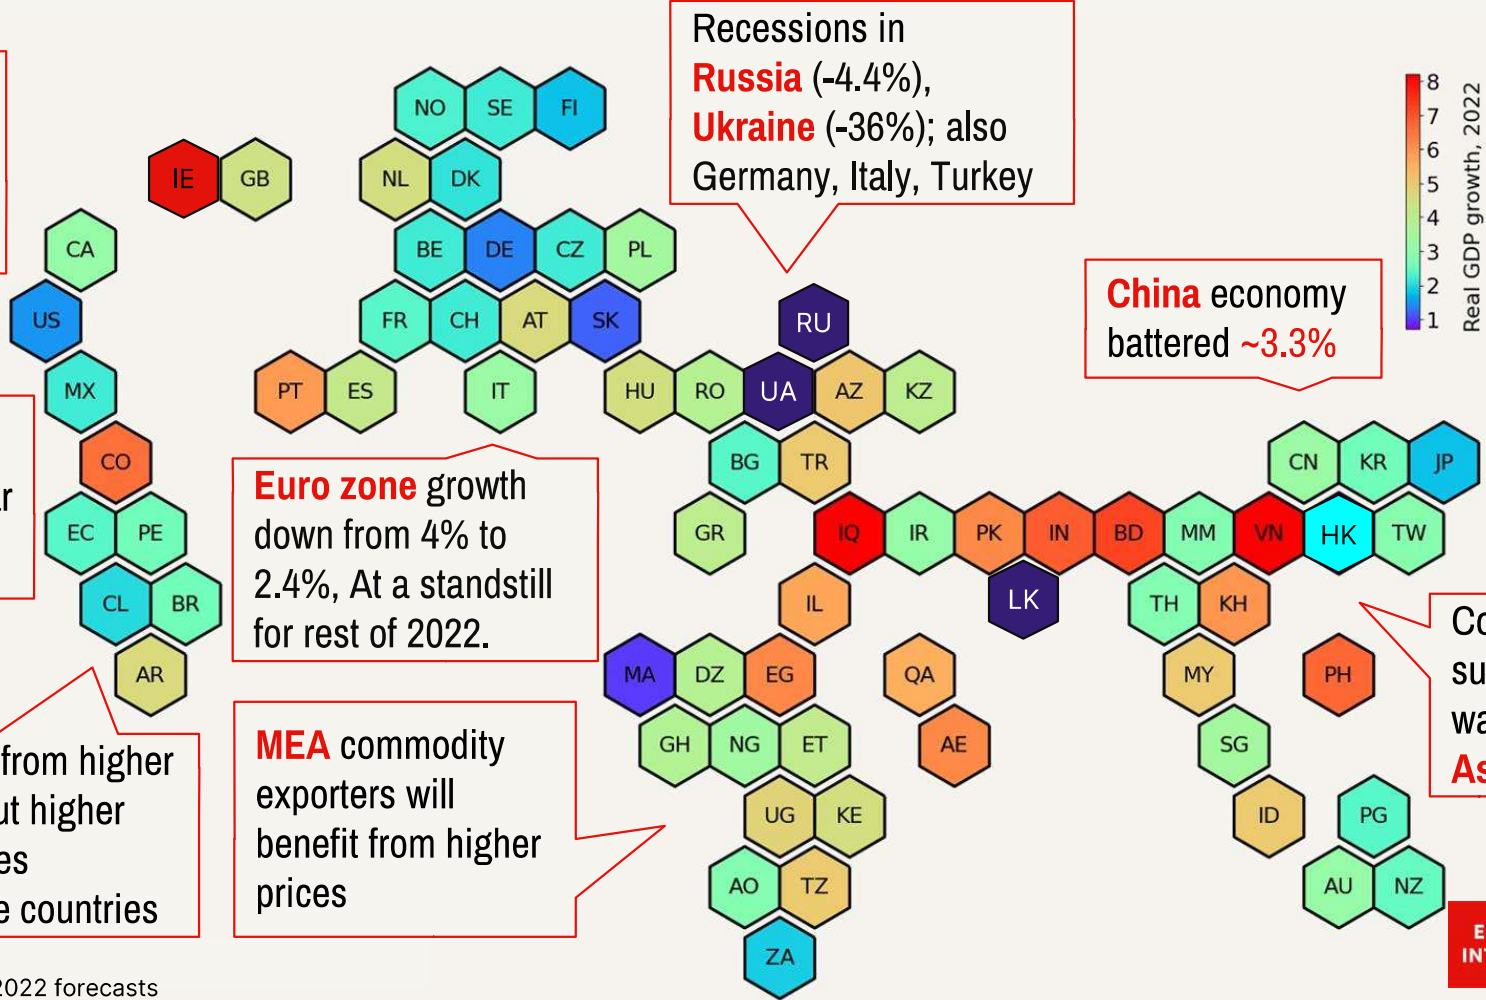 Recessions in
Russia (-4.4%),
Ukraine (-36%); also
Germany, Italy, Turkey
NO SE FI
IE GB
NL DK
CA
BE DE CZ PL
US
FR CH AT SK
RU
China economy
battered ~3.3%
8
7
6
5
4
3
2
1
Real GDP growth, 2022
MX
PT ES
IT
HU RO UA AZ KZ
CO
BG TR
CN KR JP
Euro zone growth
down from 4% to
2.4%, At a standstill
for rest of 2022.
EC PE
GR
IQ IR PK IN BD MM VN HK TW
CL BR
IL
LK
TH KH
AR
MA DZ EG
QA
MY
PH
from higher
higher
countries
MEA commodity
exporters will
benefit from higher
prices
GH NG ET
AE
SG
UG KE
ID
PG
AO TZ
AU NZ
ZA
2022 forecasts